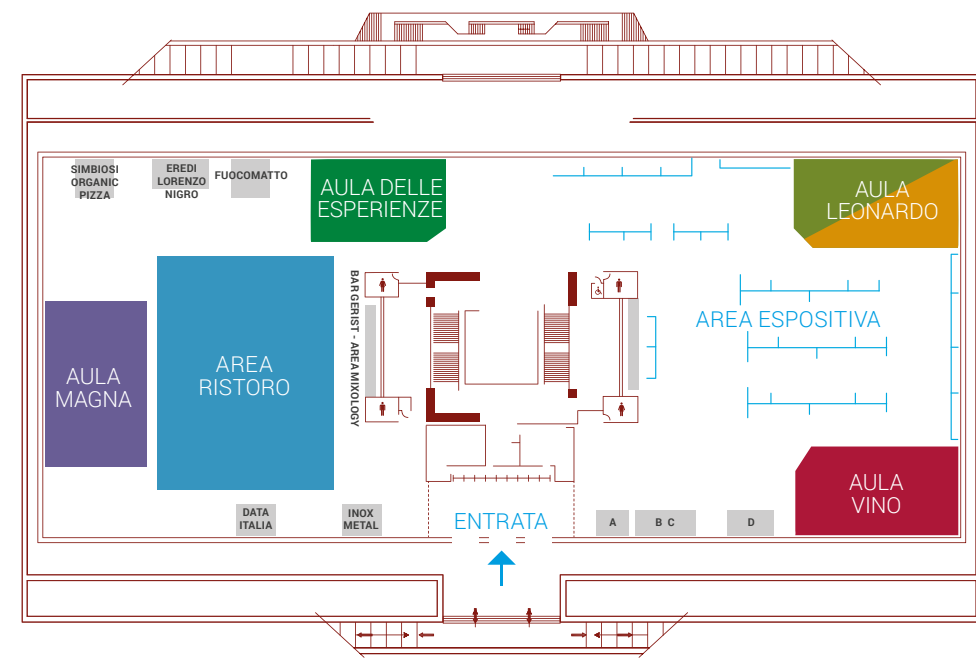 SIMBIOSI
ORGANIC
PIZZA
EREDI
LORENZO
NIGRO
FUOCOMATTO
AULA DELLE
ESPERIENZE
AULA
LEONARDO
BAR GERIST - AREA MIXOLOGY
AREA ESPOSITIVA
AREA
RISTORO
AULA
MAGNA
AULA
VINO
DATA
ITALIA
INOX
METAL
ENTRATA
A
B C
D